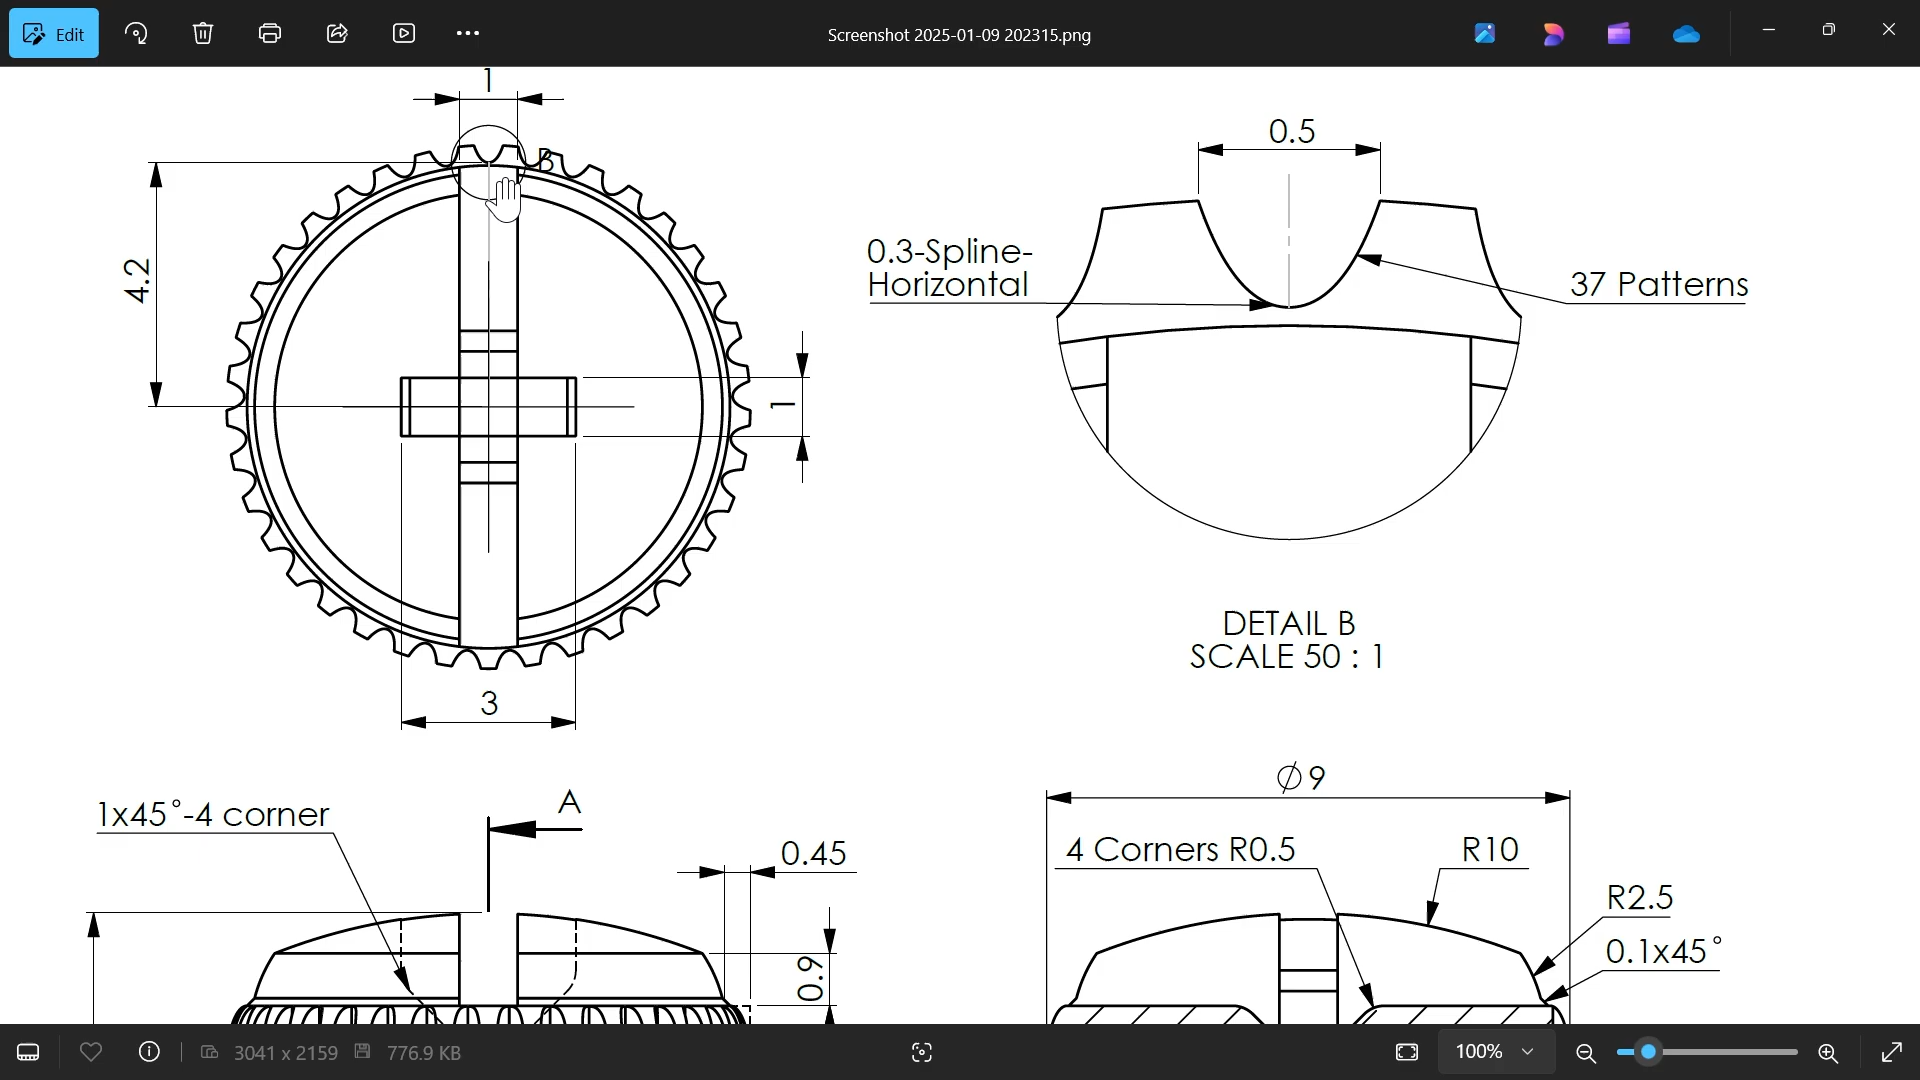 Edit
Screenshot 2025-01-09 202315.png
1
B
4.2
1
3
0.5
0.3-Spline-
Horizontal
37 Patterns
DETAIL B
SCALE 50 : 1
1x45°-4 corner
A
0.45
0.9
∅9
4 Corners R0.5
R10
R2.5
0.1x45°
3041 x 2159
776.9 KB
100%